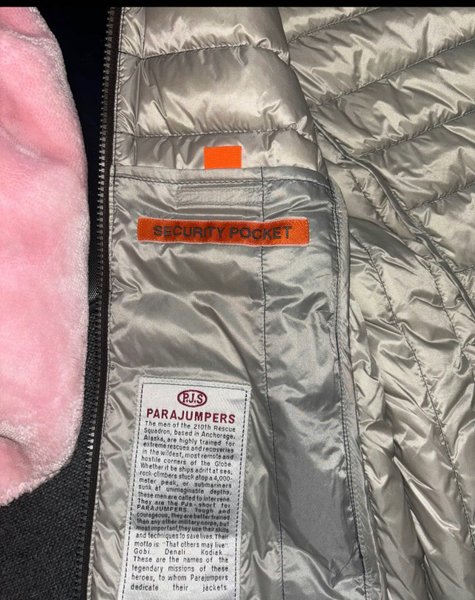 SECURITY POCKET
P.J.S
PARAJUMPERS
The men of the 210th Rescue
Squadron, based in Anchorage,
Alaska, are highly trained for
extreme rescues and recoveries
in the wildest, most remote and
hostile corners of the Globe.
Whether it be ships adrift at sea,
rock-climbers stuck atop a 4,000-
meter peak, or submariners
sunk at unimaginable depths,
these men are called to intervene.
They are the PJs - short for
PARAJUMPERS. Tough and
courageous, they are better trained
than any other military corps, but
most important, they use their skills
and techniques to save lives. Their
motto is: "That others may live".
Gobi. Denali. Kodiak.
These are the names of the
legendary missions of these
heroes, to whom Parajumpers
dedicate their jackets